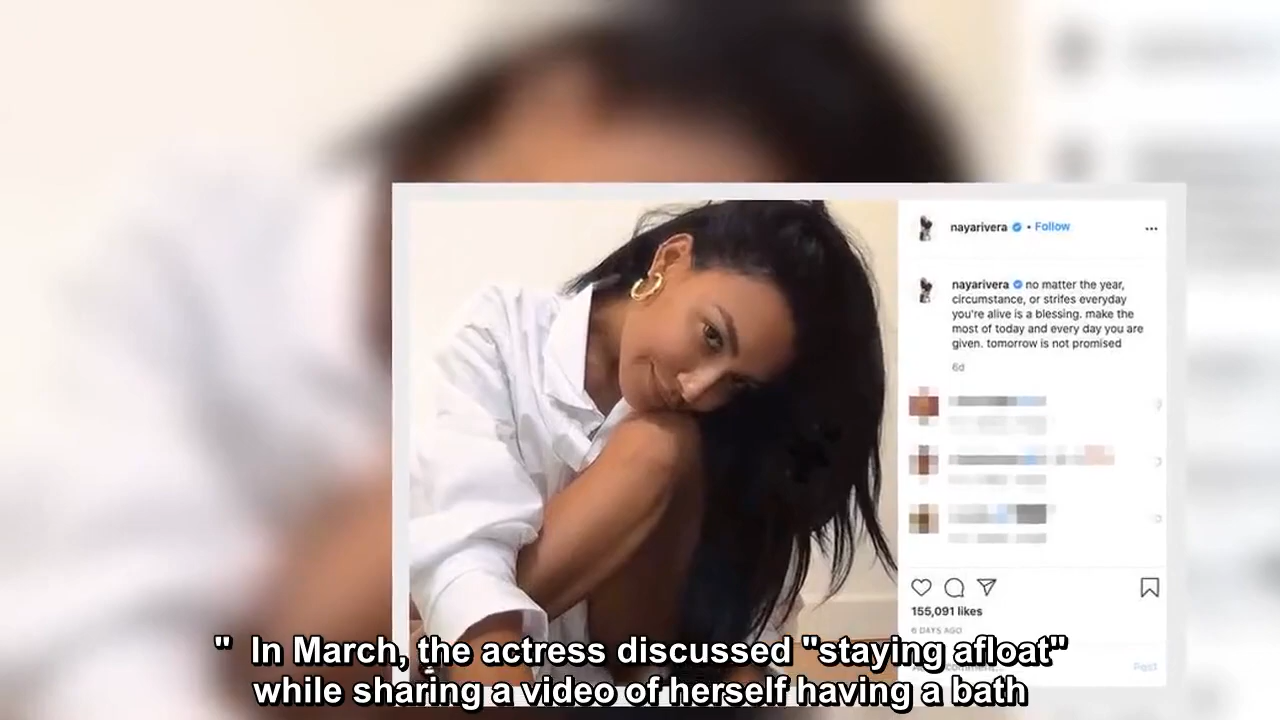 nayarivera • Follow
nayarivera no matter the year,
circumstance, or strifes everyday
you're alive is a blessing. make the
most of today and every day you are
given. tomorrow is not promised
6d
155,091 likes
6 DAYS AGO
Post
" In March, the actress discussed "staying afloat"
while sharing a video of herself having a bath